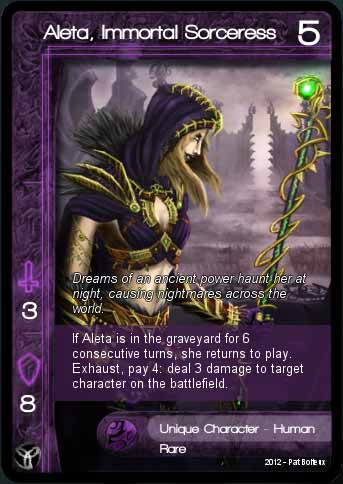 Aleta, Immortal Sorceress 5
Dreams of an ancient power haunt her at
night, causing nightmares across the
world.
3
If Aleta is in the graveyard for 6
consecutive turns, she returns to play.
Exhaust, pay 4: deal 3 damage to target
character on the battlefield.
8
Unique Character - Human
Rare
2012 - Pat Boiteux